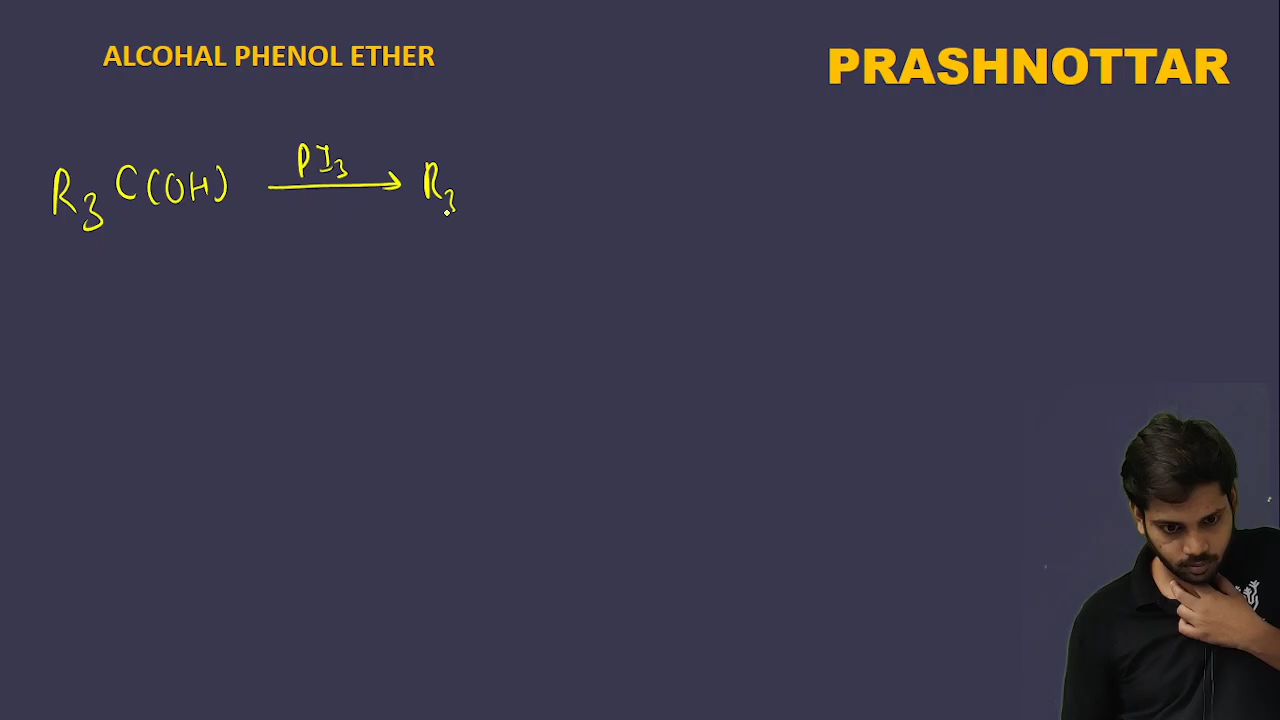 ALCOHAL PHENOL ETHER
PRASHNOTTAR
R₃C(OH) —PI₃→ R₃